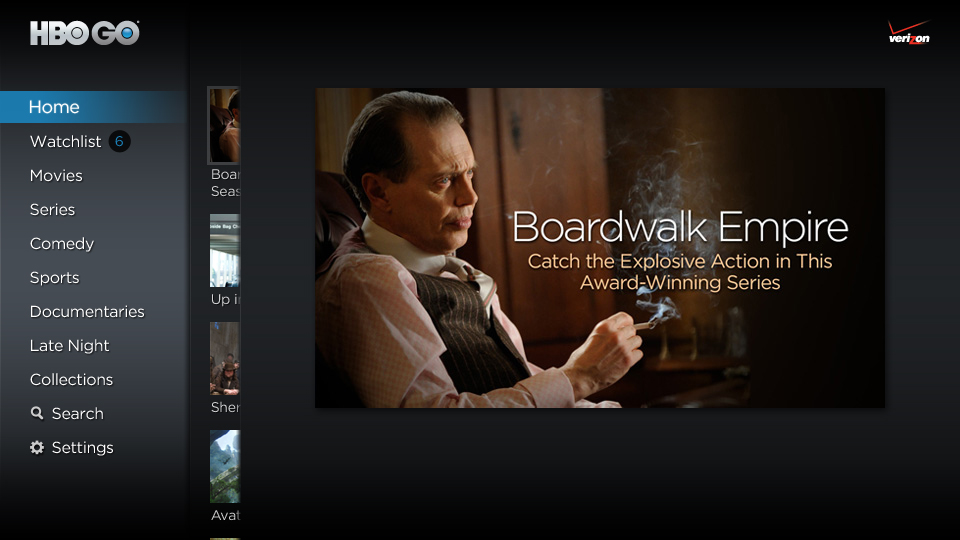 HBO GO
verizon
Home
Watchlist 6
Movies
Series
Comedy
Sports
Documentaries
Late Night
Collections
Search
Settings
Boar
Seas
Up i
Sher
Avat
Boardwalk Empire
Catch the Explosive Action in This
Award-Winning Series